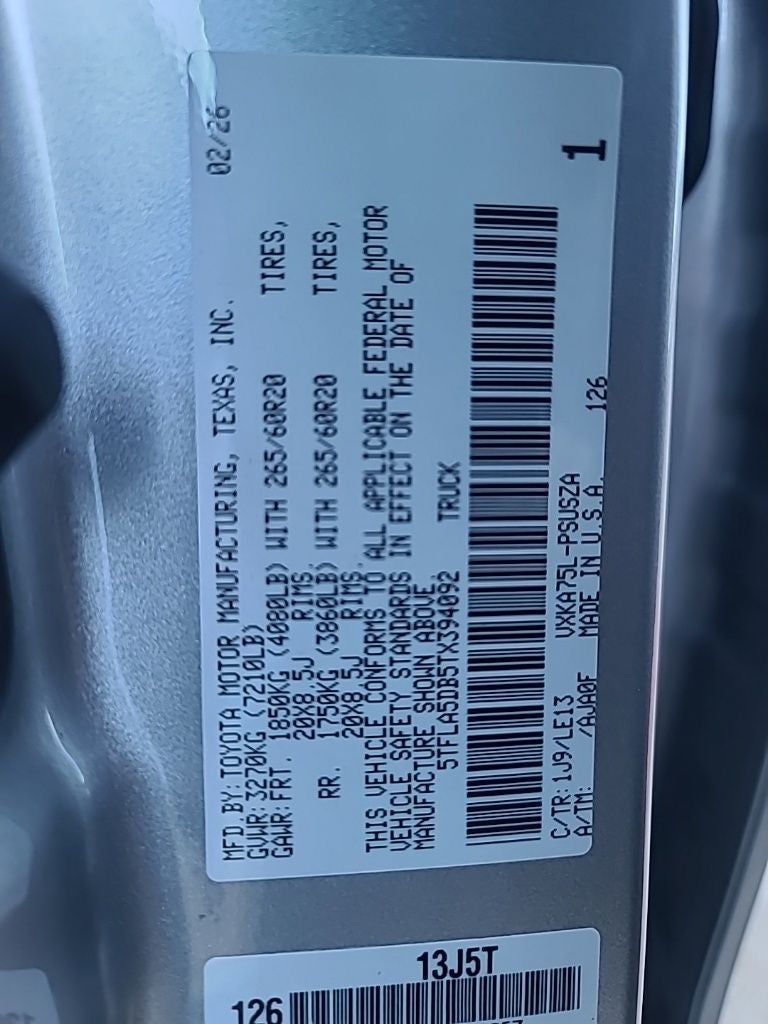 MFD.BY:TOYOTA MOTOR MANUFACTURING, TEXAS, INC. 02/26
GVWR:3270KG (7210LB)
GAWR:FRT. 1850KG (4080LB) WITH 265/60R20 TIRES,
20X8.5J RIMS.
RR. 1750KG (3860LB) WITH 265/60R20 TIRES,
20X8.5J RIMS.
THIS VEHICLE CONFORMS TO ALL APPLICABLE FEDERAL MOTOR
VEHICLE SAFETY STANDARDS IN EFFECT ON THE DATE OF
MANUFACTURE SHOWN ABOVE.
5TFLA5DB5TX394092 TRUCK
C/TR:1J9/LE13 VXKA75L-PSUSZA
A/TM: /AJA0F MADE IN U.S.A. 126
1
13J5T
126